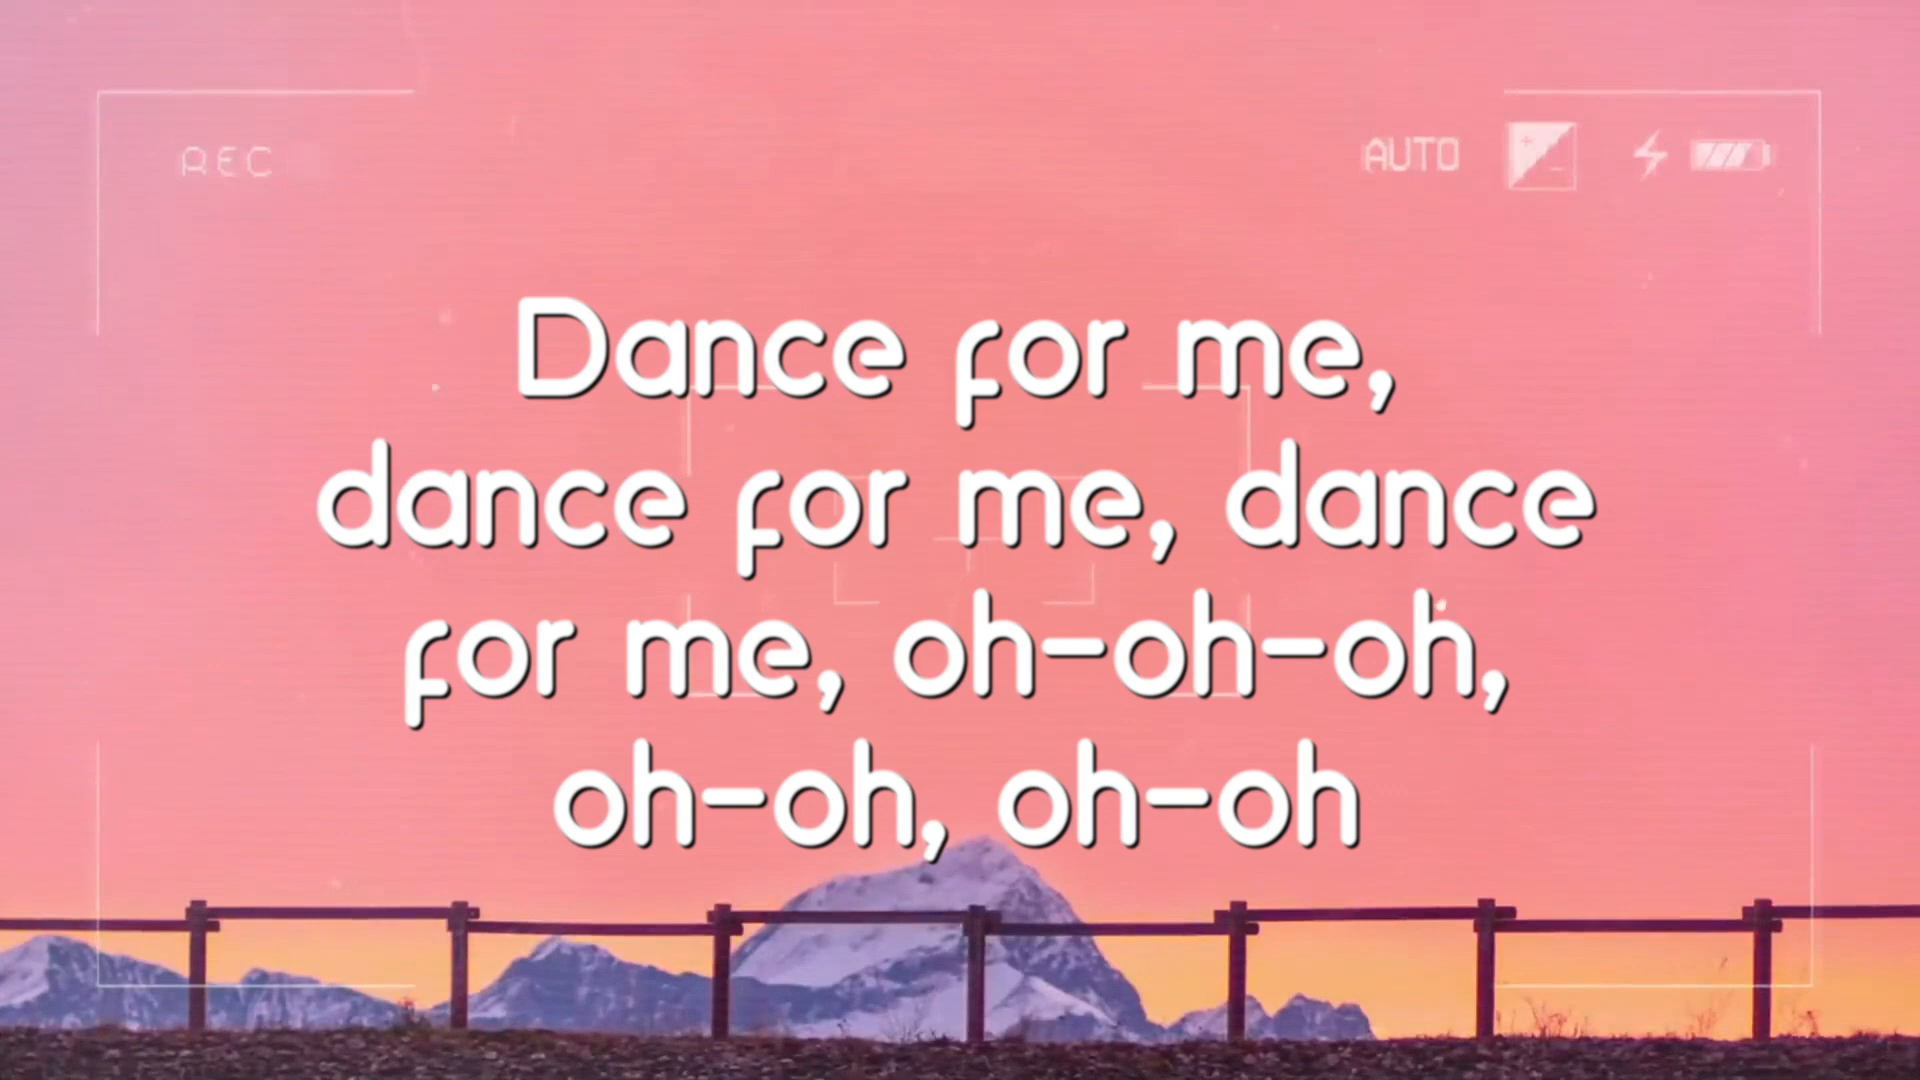 REC
AUTO
Dance for me,
dance for me, dance
for me, oh-oh-oh,
oh-oh, oh-oh